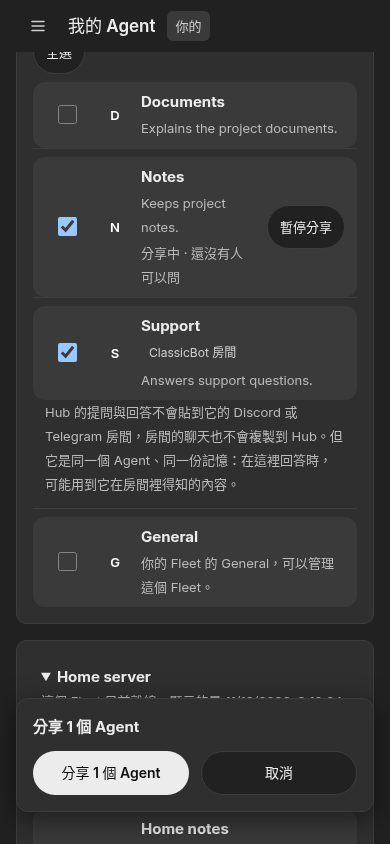 我的 Agent 你的
全選
Documents
D
Explains the project documents.
Notes
Keeps project
notes.
N
分享中 · 還沒有人
可以問
暫停分享
Support
S
ClassicBot 房間
Answers support questions.
Hub 的提問與回答不會貼到它的 Discord 或
Telegram 房間，房間的聊天也不會複製到 Hub。但
它是同一個 Agent、同一份記憶：在這裡回答時，
可能用到它在房間裡得知的內容。
General
G
你的 Fleet 的 General，可以管理
這個 Fleet。
▼ Home server
分享 1 個 Agent
分享 1 個 Agent
取消
Home notes